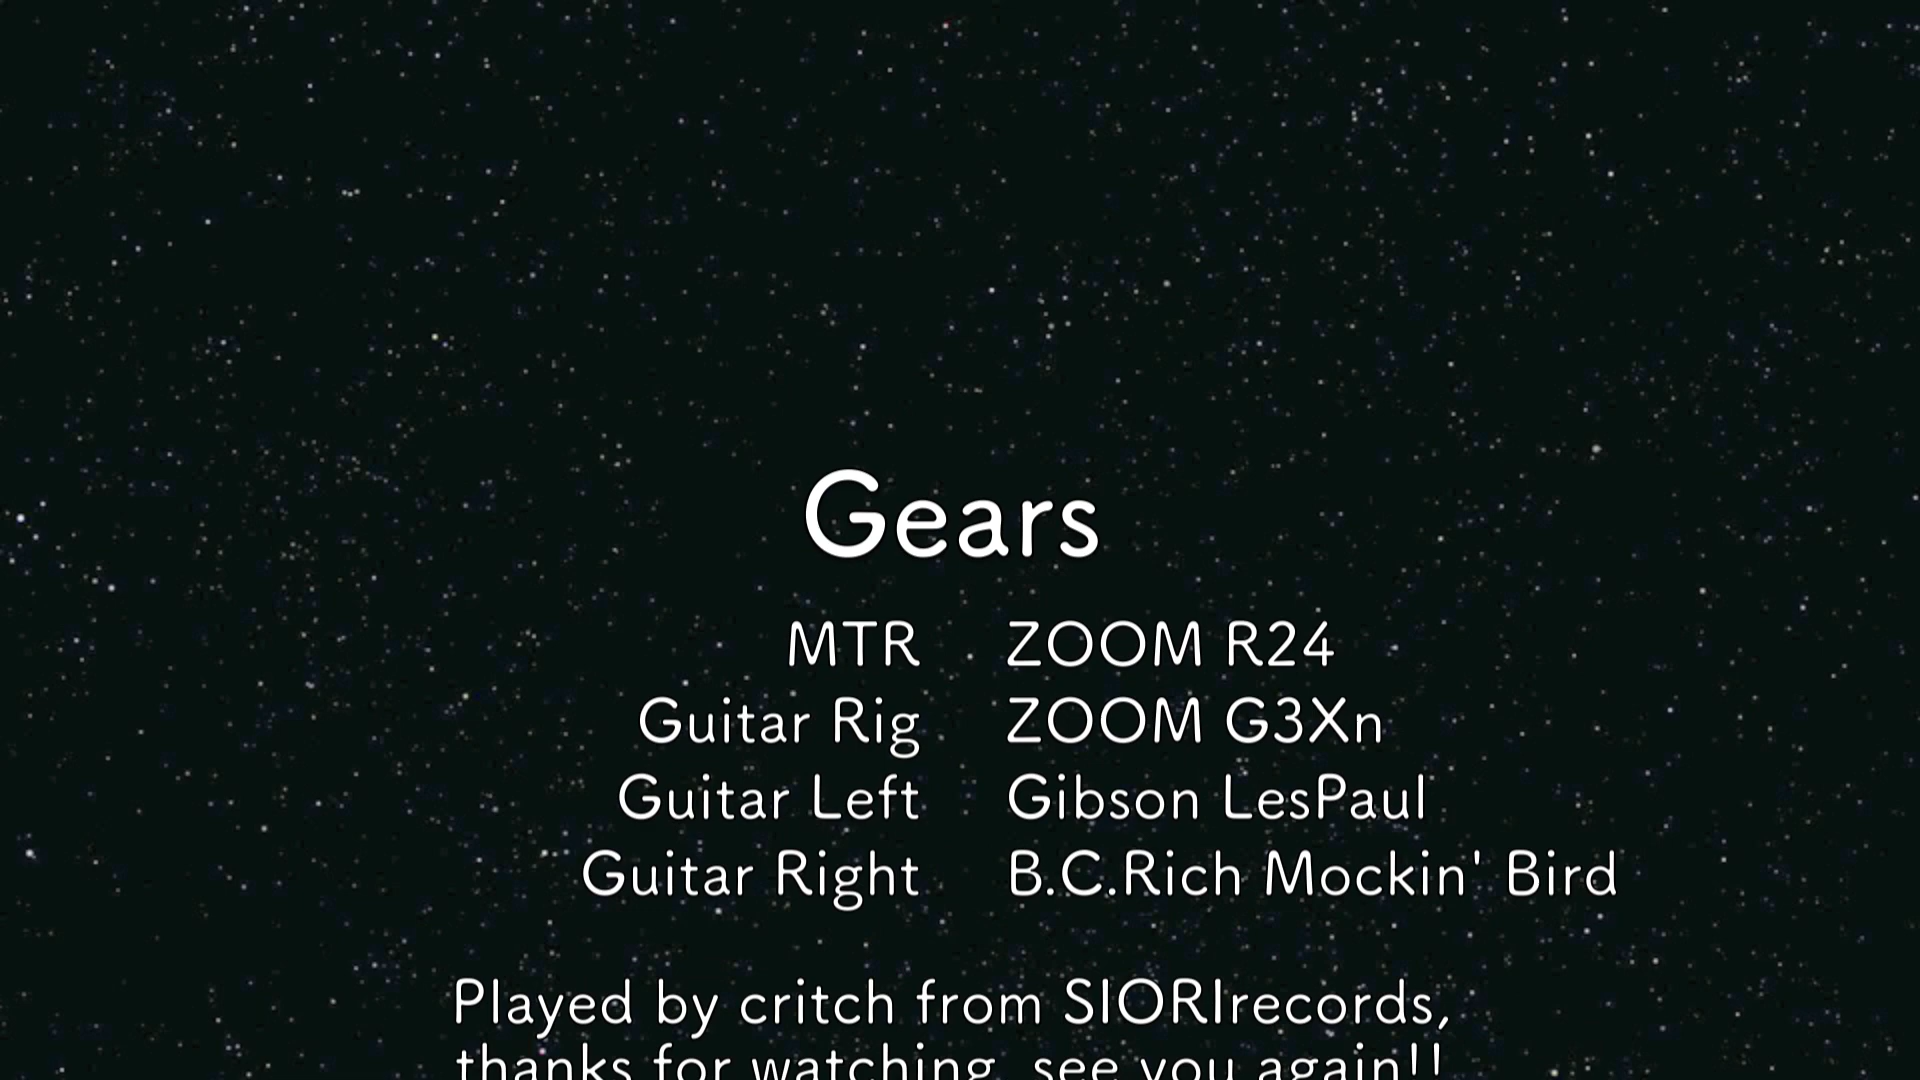 Gears
MTR ZOOM R24
Guitar Rig ZOOM G3Xn
Guitar Left Gibson LesPaul
Guitar Right B.C.Rich Mockin' Bird
Played by critch from SIORIrecords,
thanks for watching, see you again!!